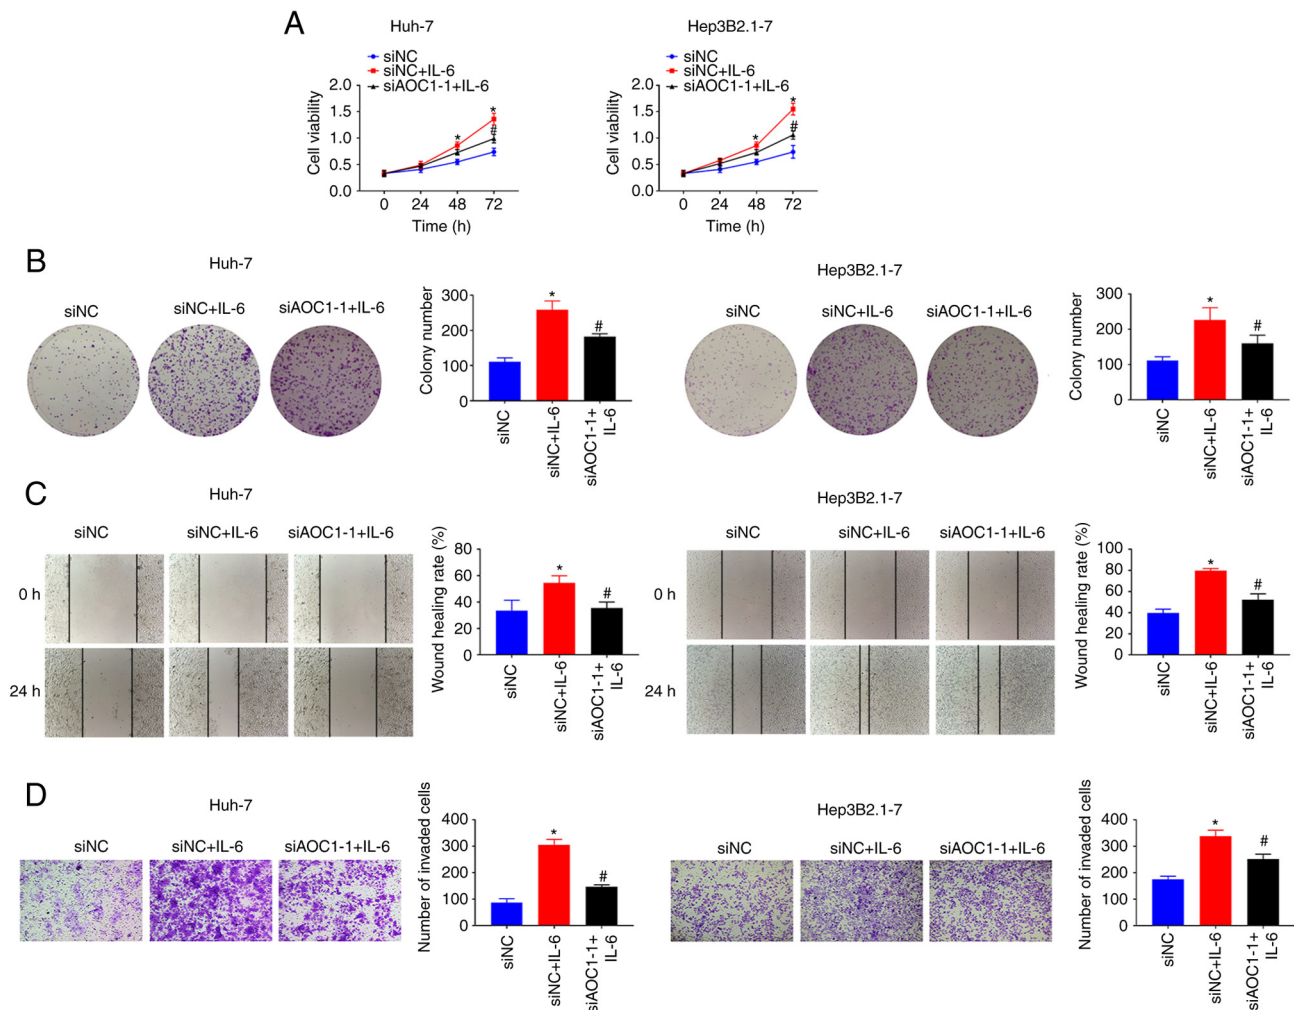 A
Huh-7
siNC
siNC+IL-6
siAOC1-1+IL-6
Cell viability
2.0
1.5
1.0
0.5
0.0
*
*
#
0 24 48 72
Time (h)
Hep3B2.1-7
siNC
siNC+IL-6
siAOC1-1+IL-6
Cell viability
2.0
1.5
1.0
0.5
0.0
*
*
#
0 24 48 72
Time (h)
B
Huh-7
siNC siNC+IL-6 siAOC1-1+IL-6
Colony number
300
200
100
0
*
#
siNC
siNC+IL-6
siAOC1-1+
IL-6
Hep3B2.1-7
siNC siNC+IL-6 siAOC1-1+IL-6
Colony number
300
200
100
0
*
#
siNC
siNC+IL-6
siAOC1-1+
IL-6
C
Huh-7
siNC siNC+IL-6 siAOC1-1+IL-6
0 h
24 h
Wound healing rate (%)
80
60
40
20
0
*
#
siNC
siNC+IL-6
siAOC1-1+
IL-6
Hep3B2.1-7
siNC siNC+IL-6 siAOC1-1+IL-6
0 h
24 h
Wound healing rate (%)
100
80
60
40
20
0
*
#
siNC
siNC+IL-6
siAOC1-1+
IL-6
D
Huh-7
siNC siNC+IL-6 siAOC1-1+IL-6
Number of invaded cells
400
300
200
100
0
*
#
siNC
siNC+IL-6
siAOC1-1+
IL-6
Hep3B2.1-7
siNC siNC+IL-6 siAOC1-1+IL-6
Number of invaded cells
400
300
200
100
0
*
#
siNC
siNC+IL-6
siAOC1-1+
IL-6